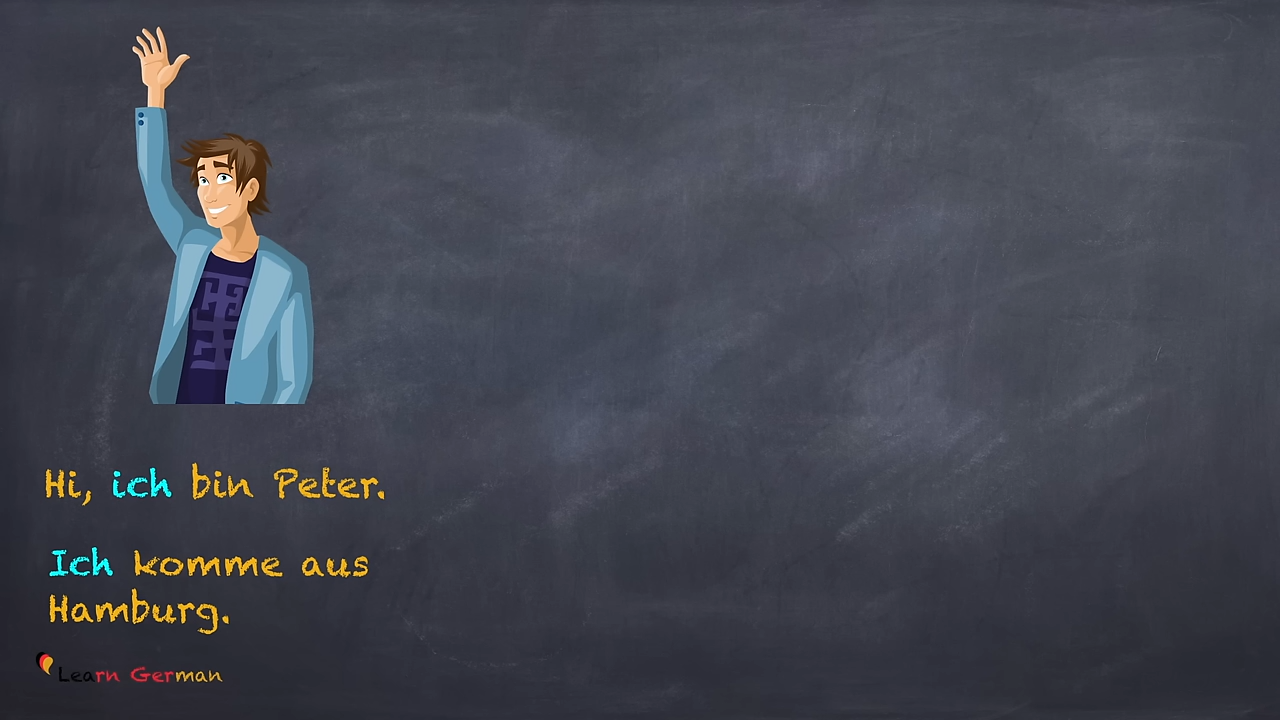 Hi, ich bin Peter.
Ich komme aus
Hamburg.
Learn German